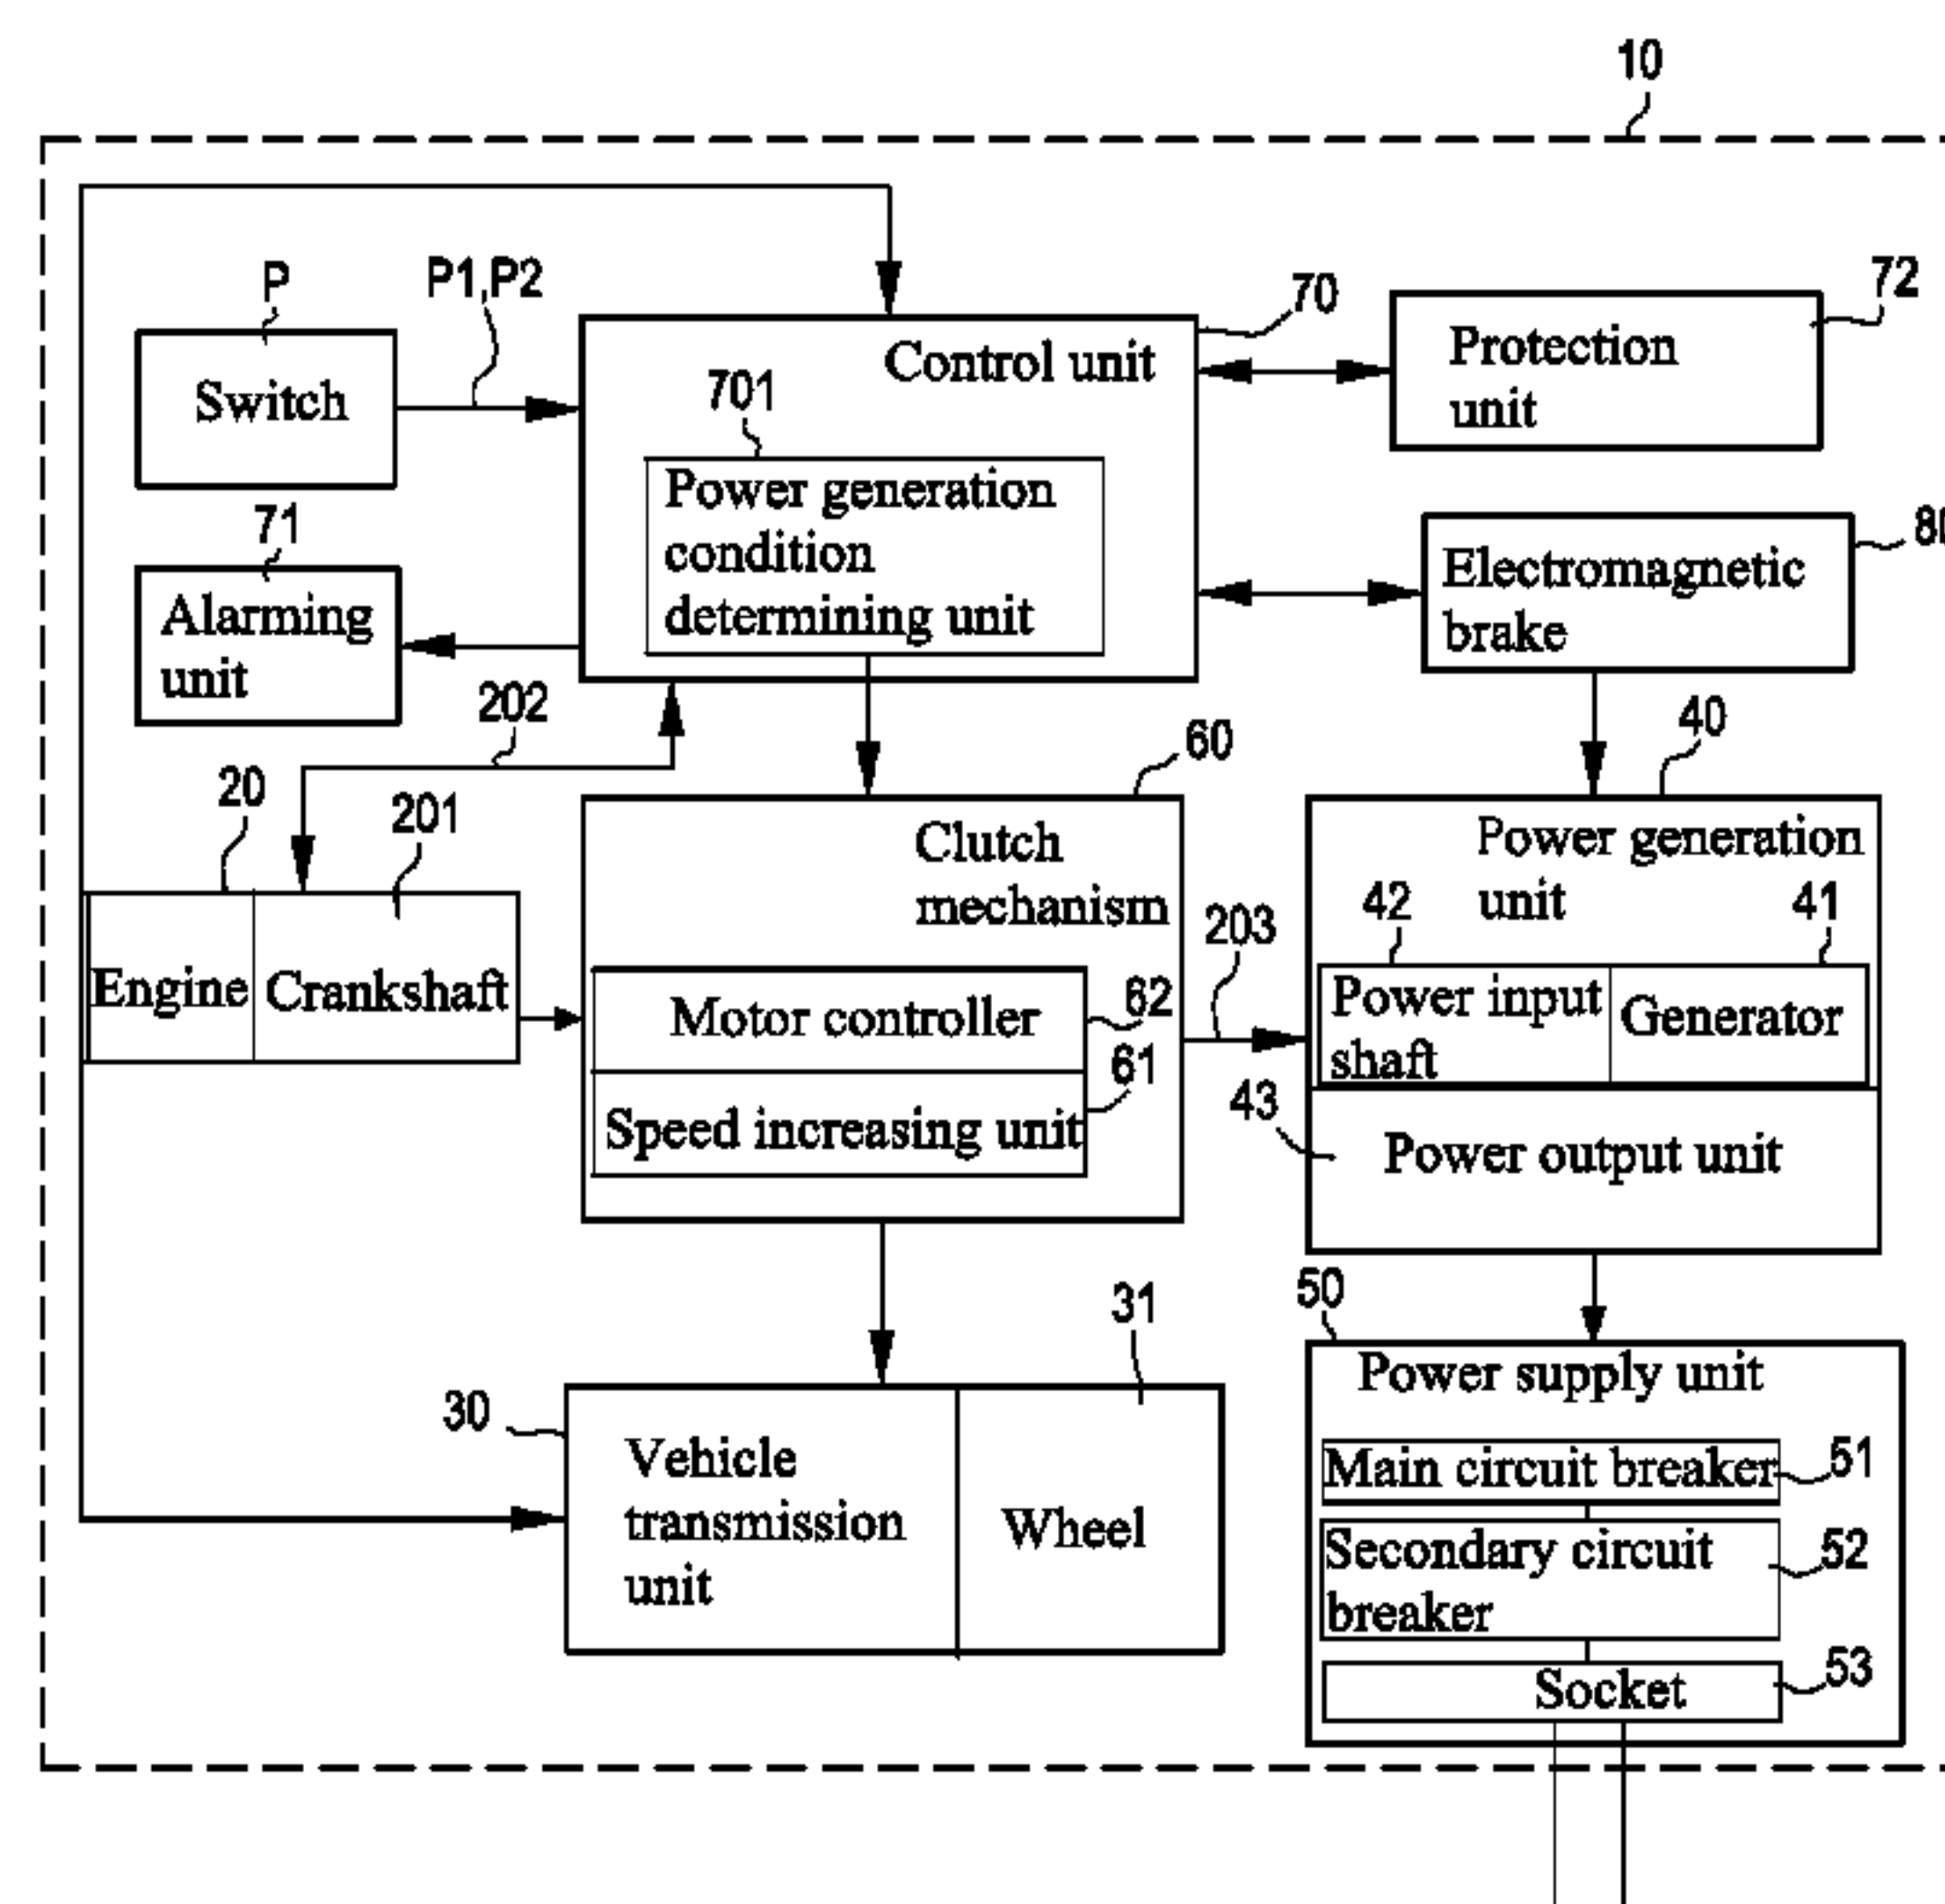 10
P
P1,P2
70
72
Switch
Control unit
Protection
unit
701
Power generation
condition
determining unit
71
Alarming
unit
80
Electromagnetic
brake
202
60
40
20
201
Clutch
mechanism
Power generation
unit
203
42
41
Engine
Crankshaft
Motor controller
62
Power input
shaft
Generator
61
Speed increasing unit
43
Power output unit
50
31
30
Vehicle
transmission
unit
Wheel
Power supply unit
Main circuit breaker
51
Secondary circuit
breaker
52
Socket
53